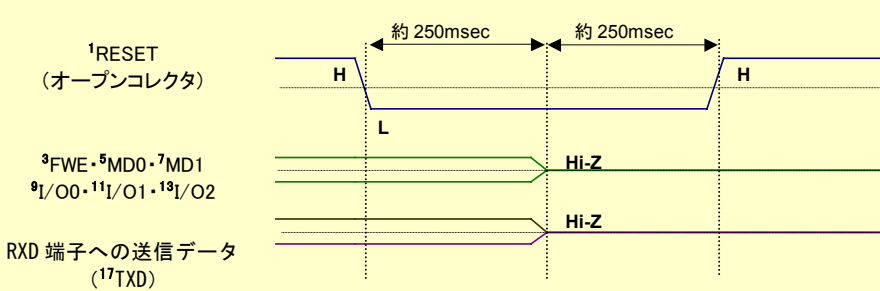 約 250msec
約 250msec
¹RESET
(オープンコレクタ)
H
H
L
³FWE・⁵MD0・⁷MD1
⁹I/O0・¹¹I/O1・¹³I/O2
Hi-Z
RXD 端子への送信データ
(¹⁷TXD)
Hi-Z